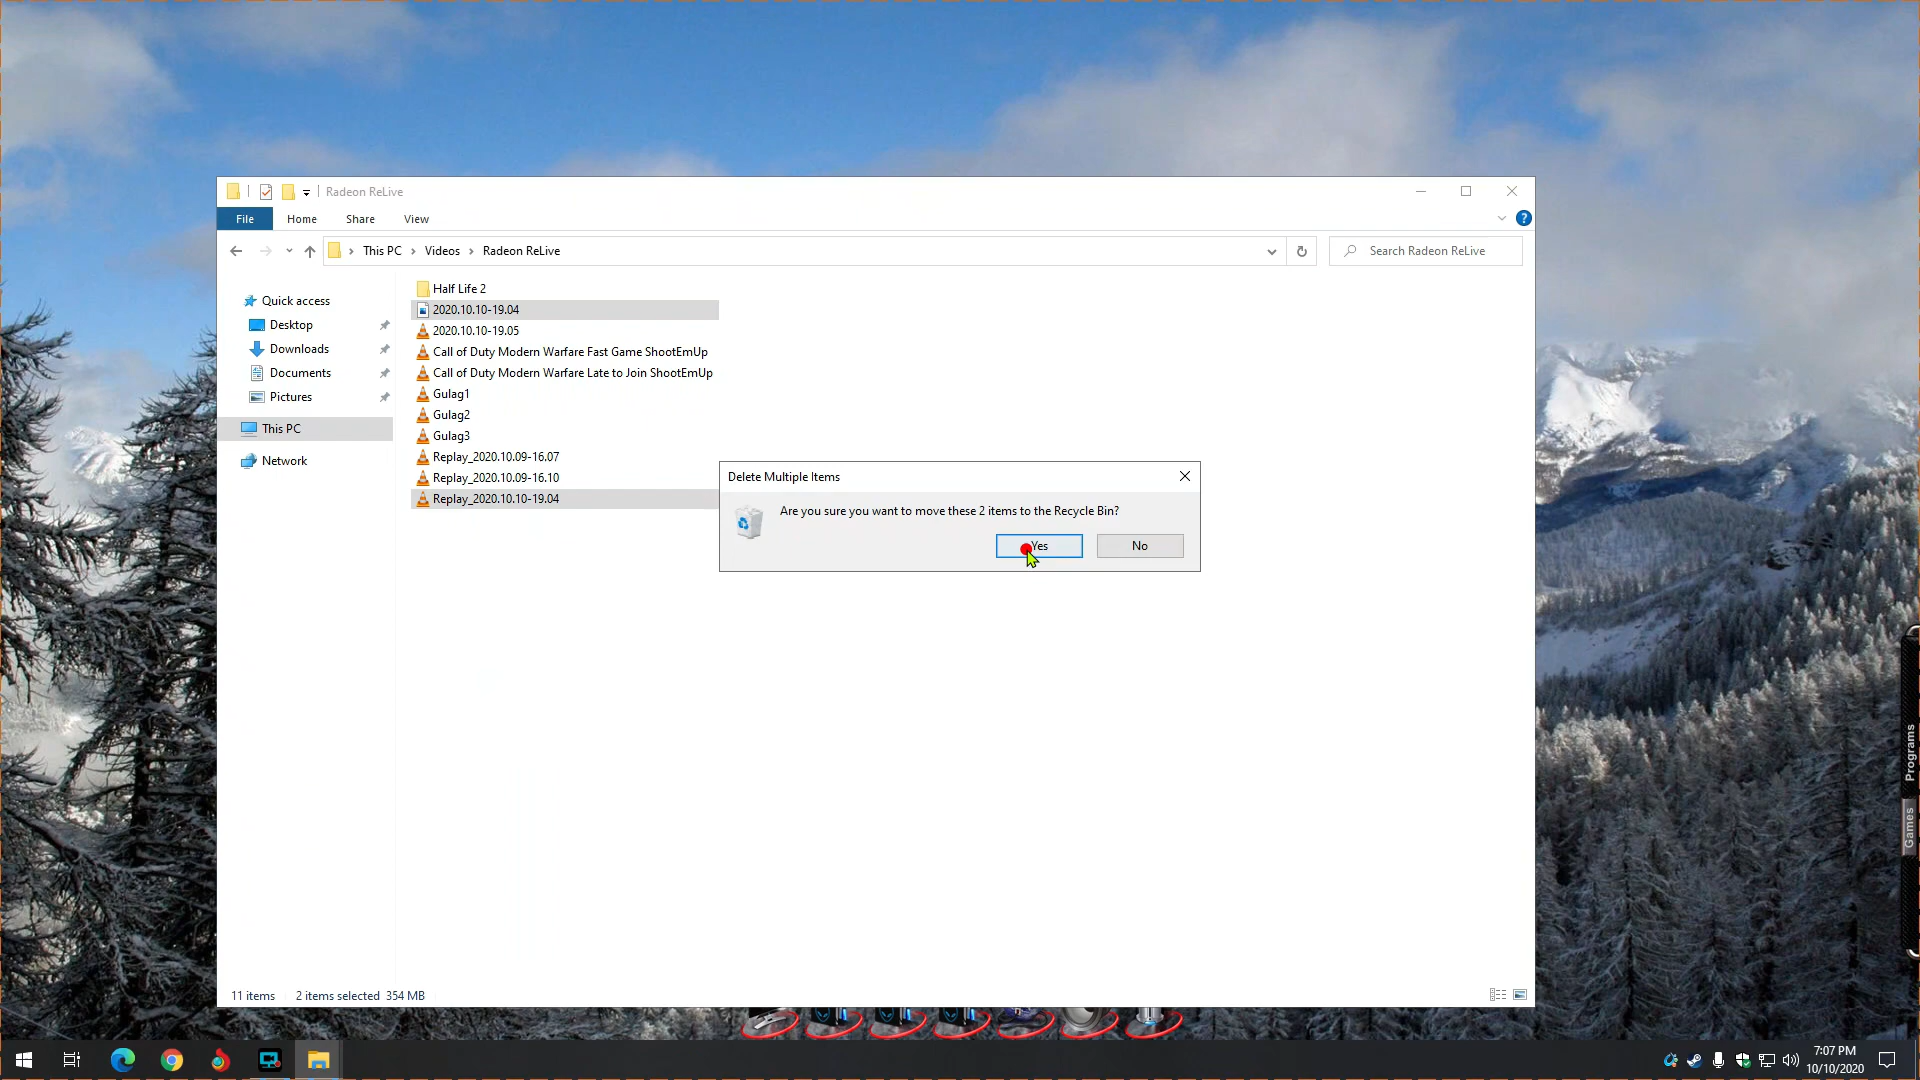 Radeon ReLive
File Home Share View
This PC Videos Radeon ReLive
Search Radeon ReLive
Quick access
Desktop
Downloads
Documents
Pictures
This PC
Network
Half Life 2
2020.10.10-19.04
2020.10.10-19.05
Call of Duty Modern Warfare Fast Game ShootEmUp
Call of Duty Modern Warfare Late to Join ShootEmUp
Gulag1
Gulag2
Gulag3
Replay_2020.10.09-16.07
Replay_2020.10.09-16.10
Replay_2020.10.10-19.04
Delete Multiple Items
Are you sure you want to move these 2 items to the Recycle Bin?
Yes No
11 items 2 items selected 354 MB
Programs
Games
7:07 PM
10/10/2020